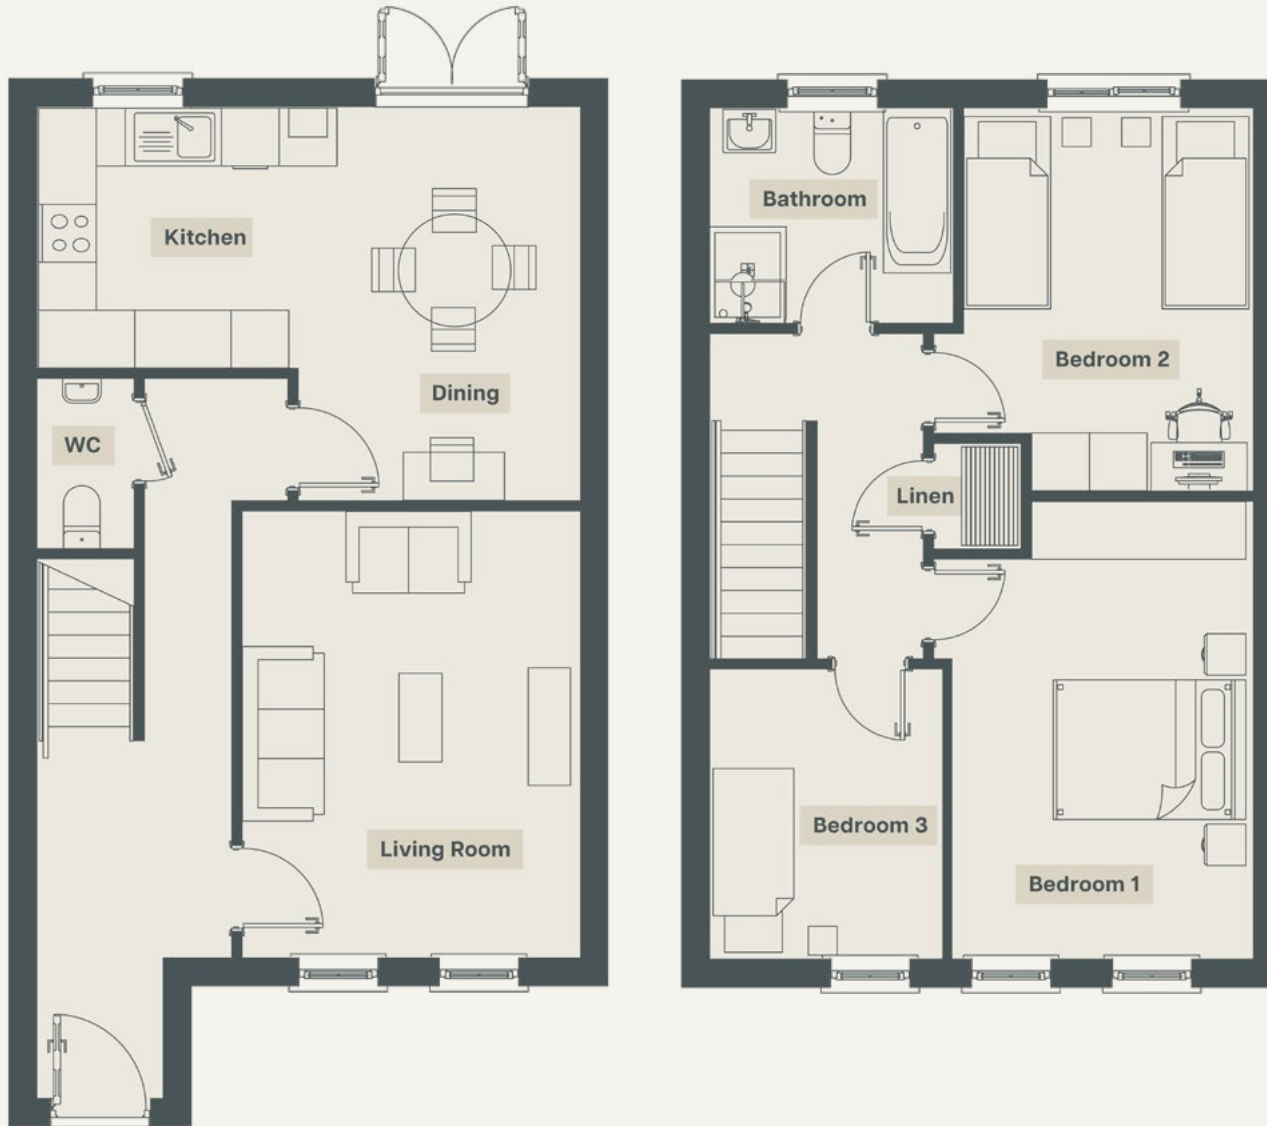 Kitchen
Dining
WC
Living Room
Bathroom
Bedroom 2
Linen
Bedroom 3
Bedroom 1